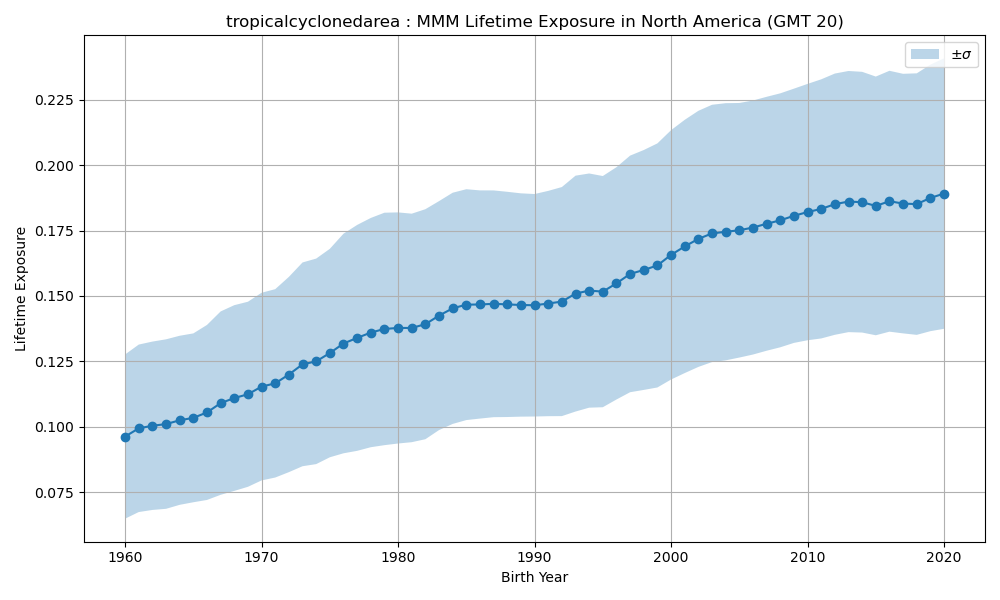 tropicalcyclonedarea : MMM Lifetime Exposure in North America (GMT 20)
±σ
Lifetime Exposure
0.225
0.200
0.175
0.150
0.125
0.100
0.075
1960 1970 1980 1990 2000 2010 2020
Birth Year